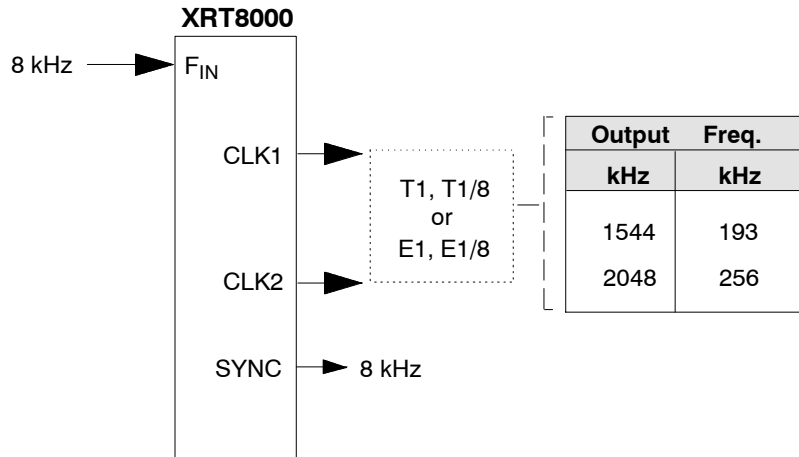 XRT8000
8 kHz
F_IN
CLK1
T1, T1/8
or
E1, E1/8
CLK2
SYNC
8 kHz
Output Freq.
kHz kHz
1544 193
2048 256